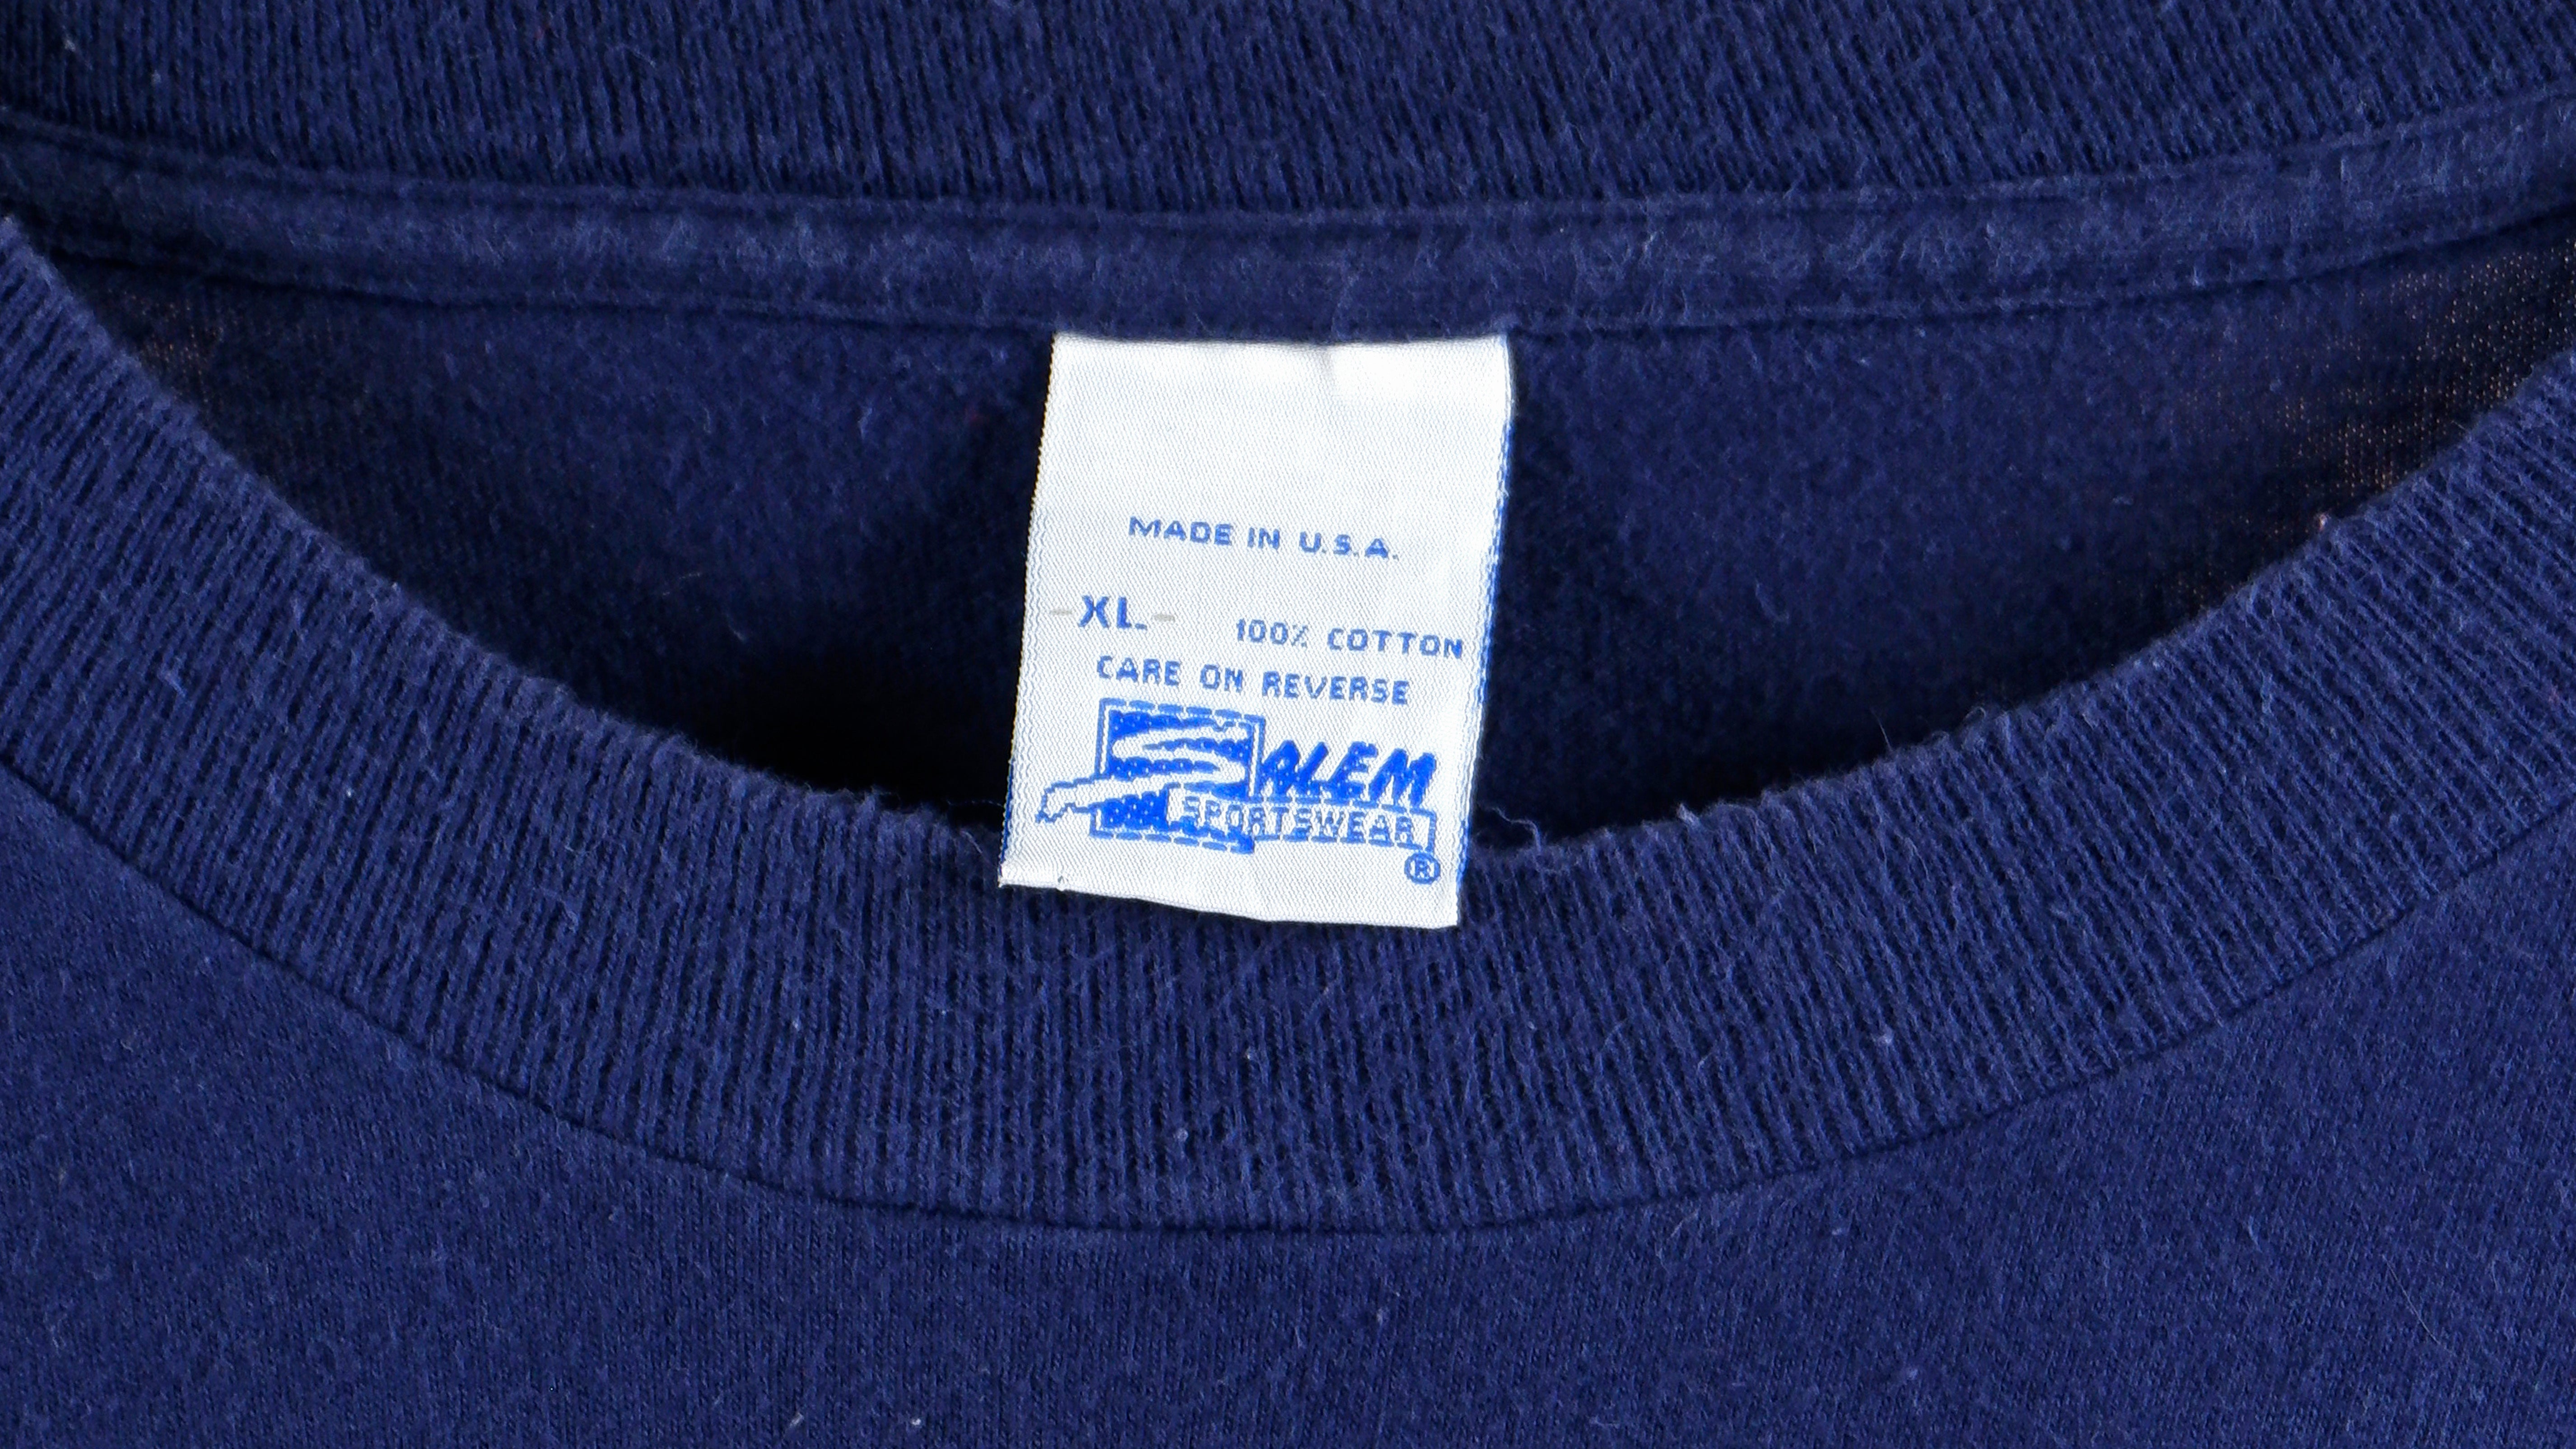 MADE IN U.S.A.
-XL- 100% COTTON
CARE ON REVERSE
SALEM
SPORTSWEAR
®